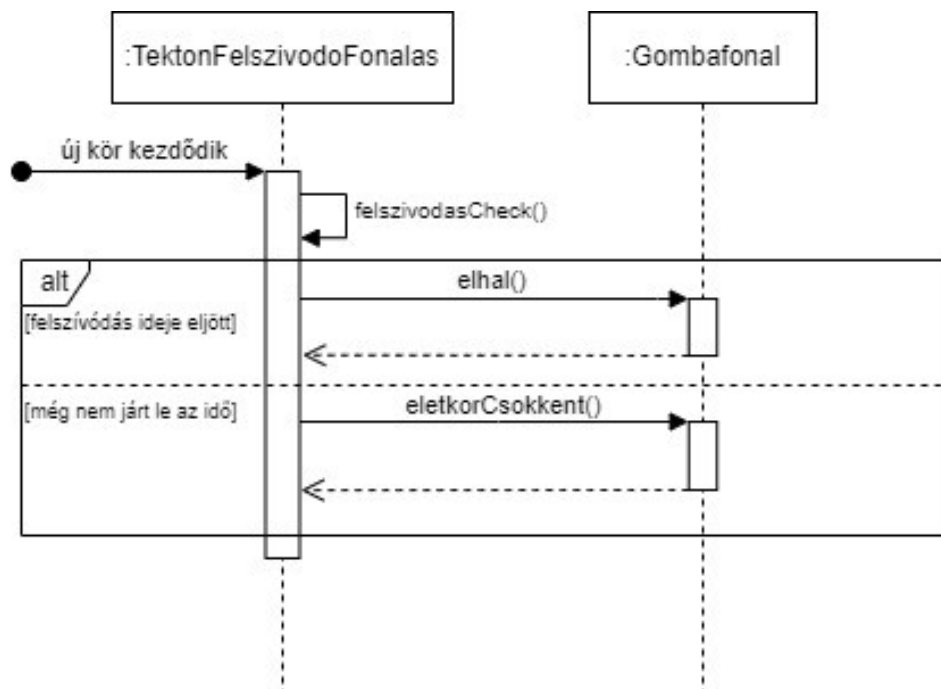 :TektonFelszivodoFonalas
:Gombafonal
új kör kezdődik
felszivodasCheck()
alt
elhal()
[felszívódás ideje eljött]
[még nem járt le az idő]
eletkorCsokkent()